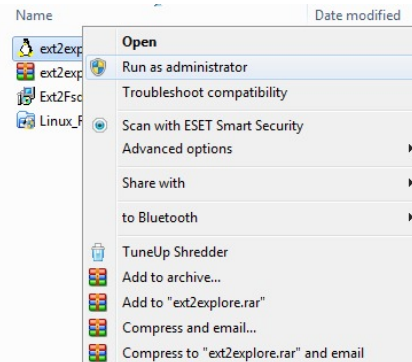 Name Date modified
ext2exp
ext2exp
Ext2Fsd
Linux_R
Open
Run as administrator
Troubleshoot compatibility
Scan with ESET Smart Security
Advanced options
Share with
to Bluetooth
TuneUp Shredder
Add to archive...
Add to "ext2explore.rar"
Compress and email...
Compress to "ext2explore.rar" and email